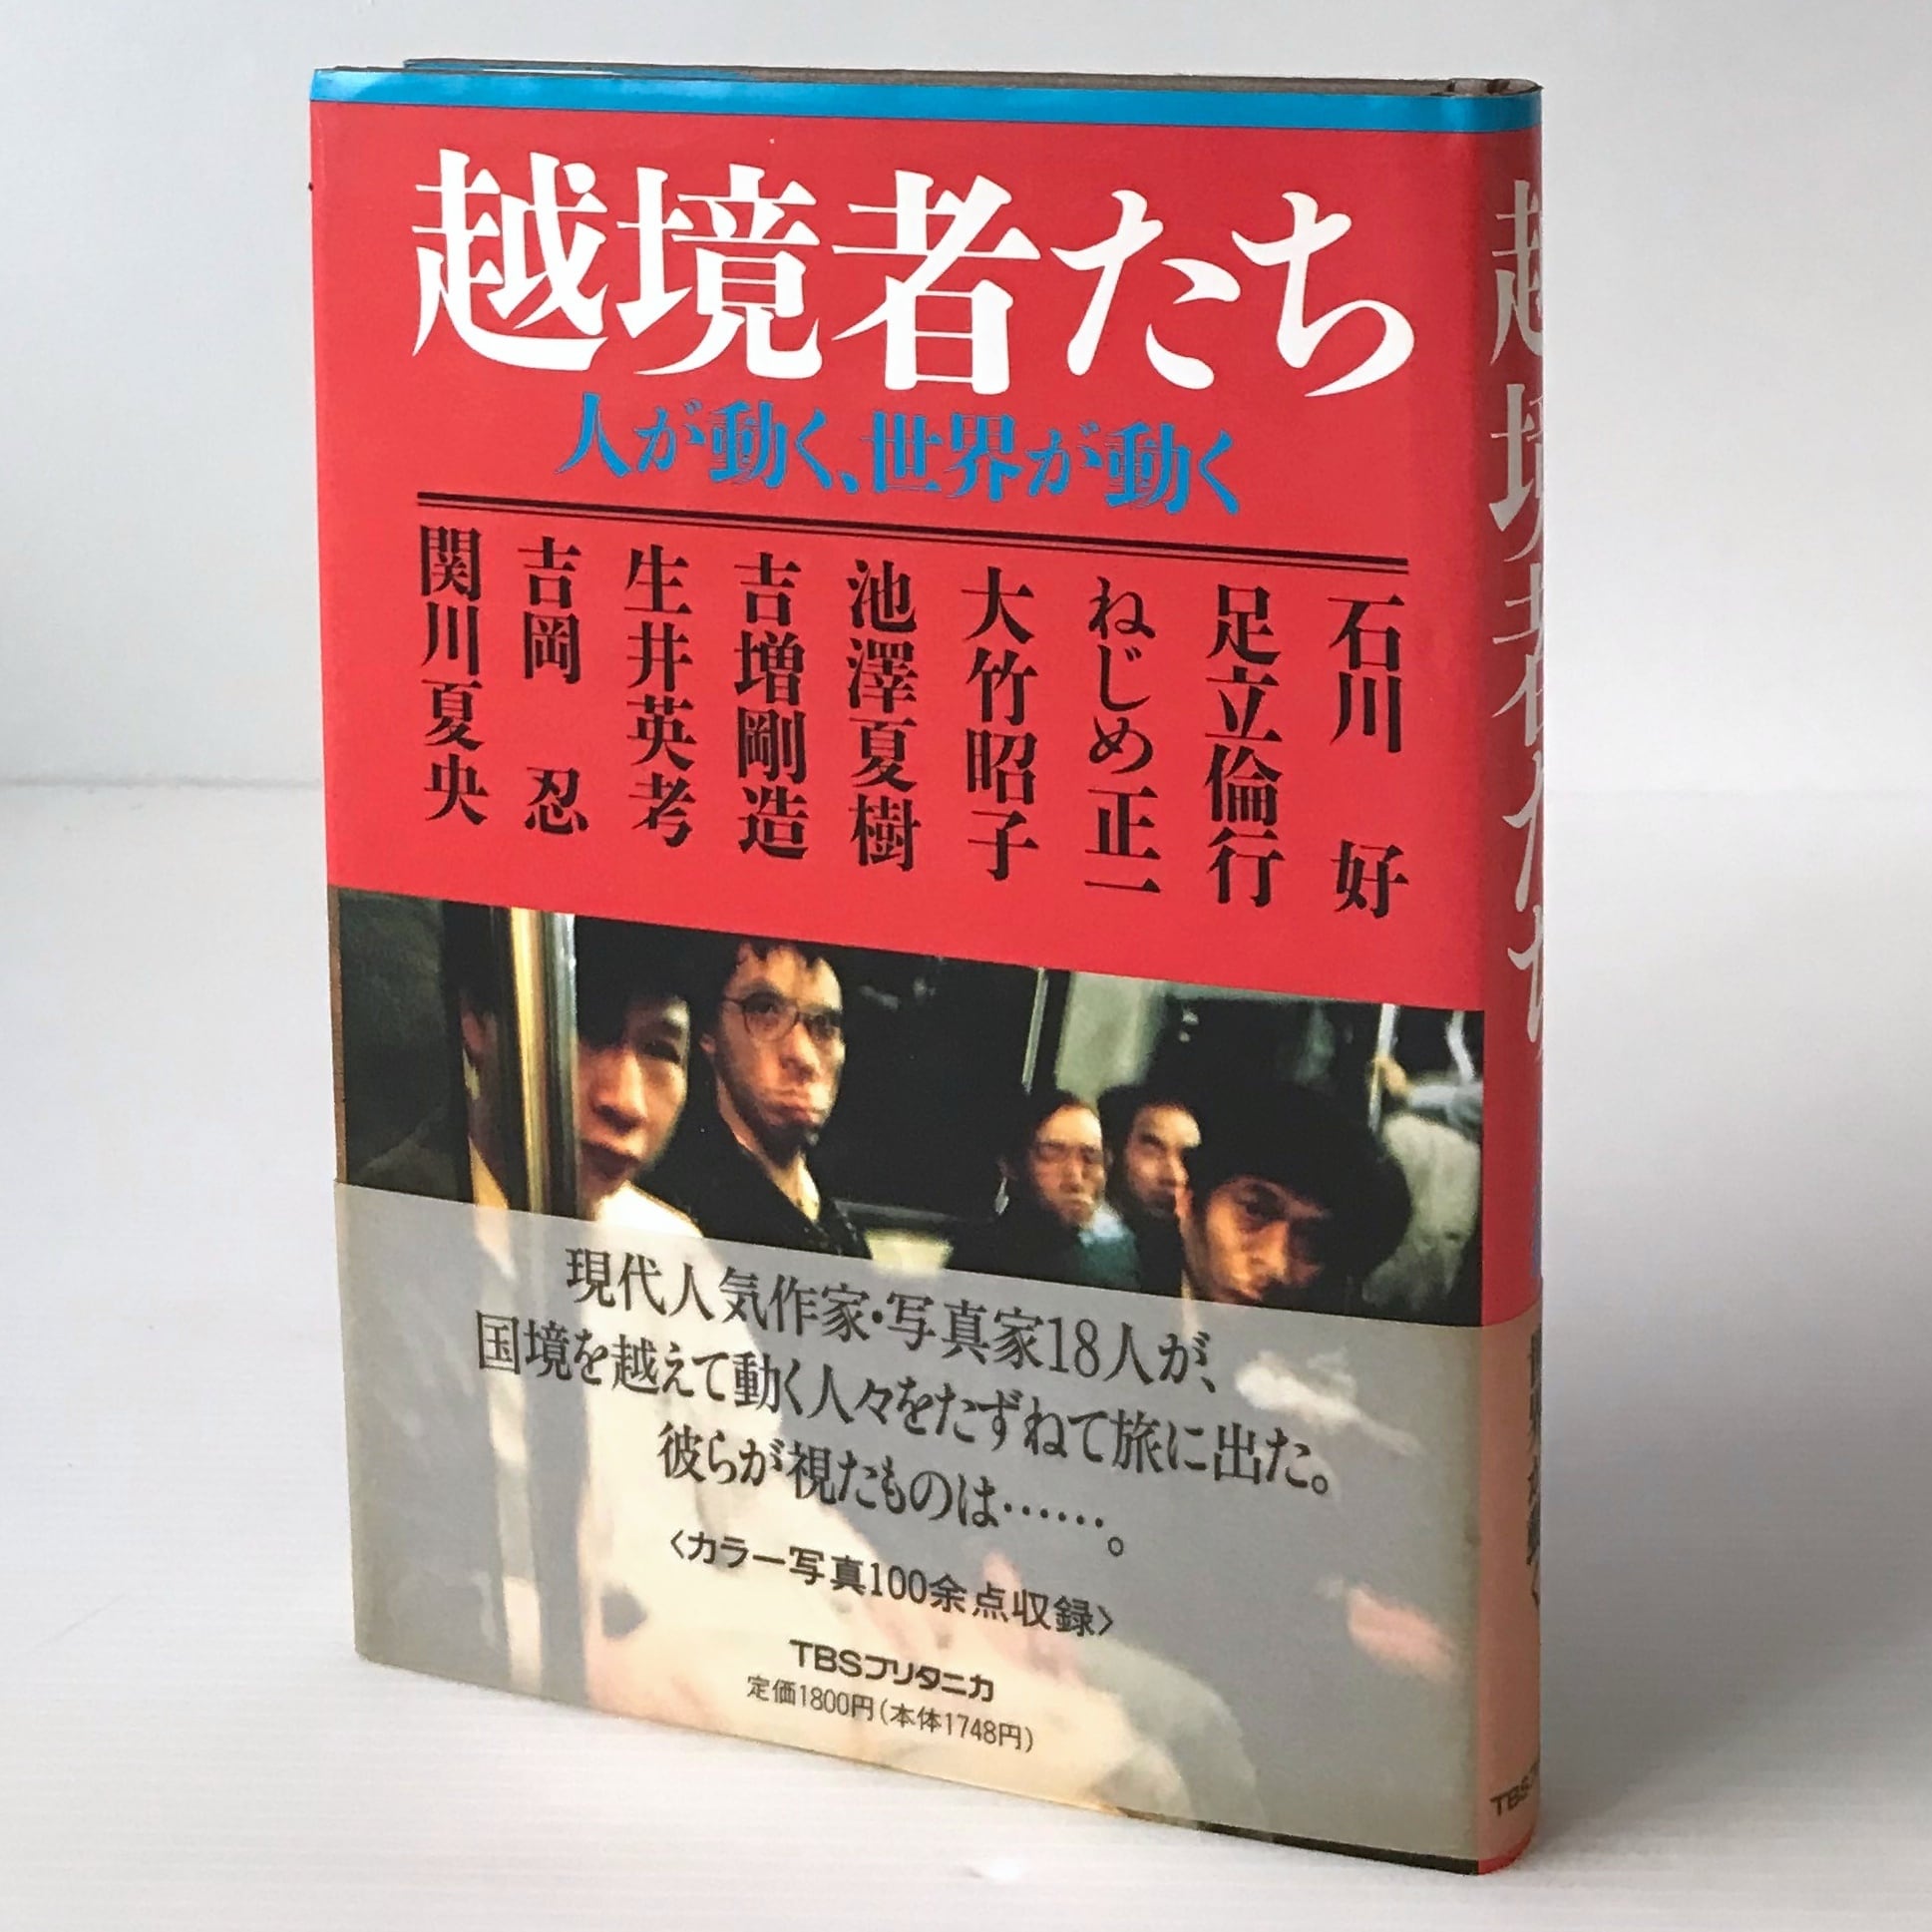 越境者たち
人が動く、世界が動く
石川 好
足立倫行
ねじめ正一
大竹昭子
池澤夏樹
吉増剛造
生井英考
吉岡 忍
関川夏央
現代人気作家・写真家18人が、
国境を越えて動く人々をたずねて旅に出た。
彼らが視たものは……。
〈カラー写真100余点収録〉
TBSブリタニカ
定価1800円(本体1748円)
越境者たち
TBS